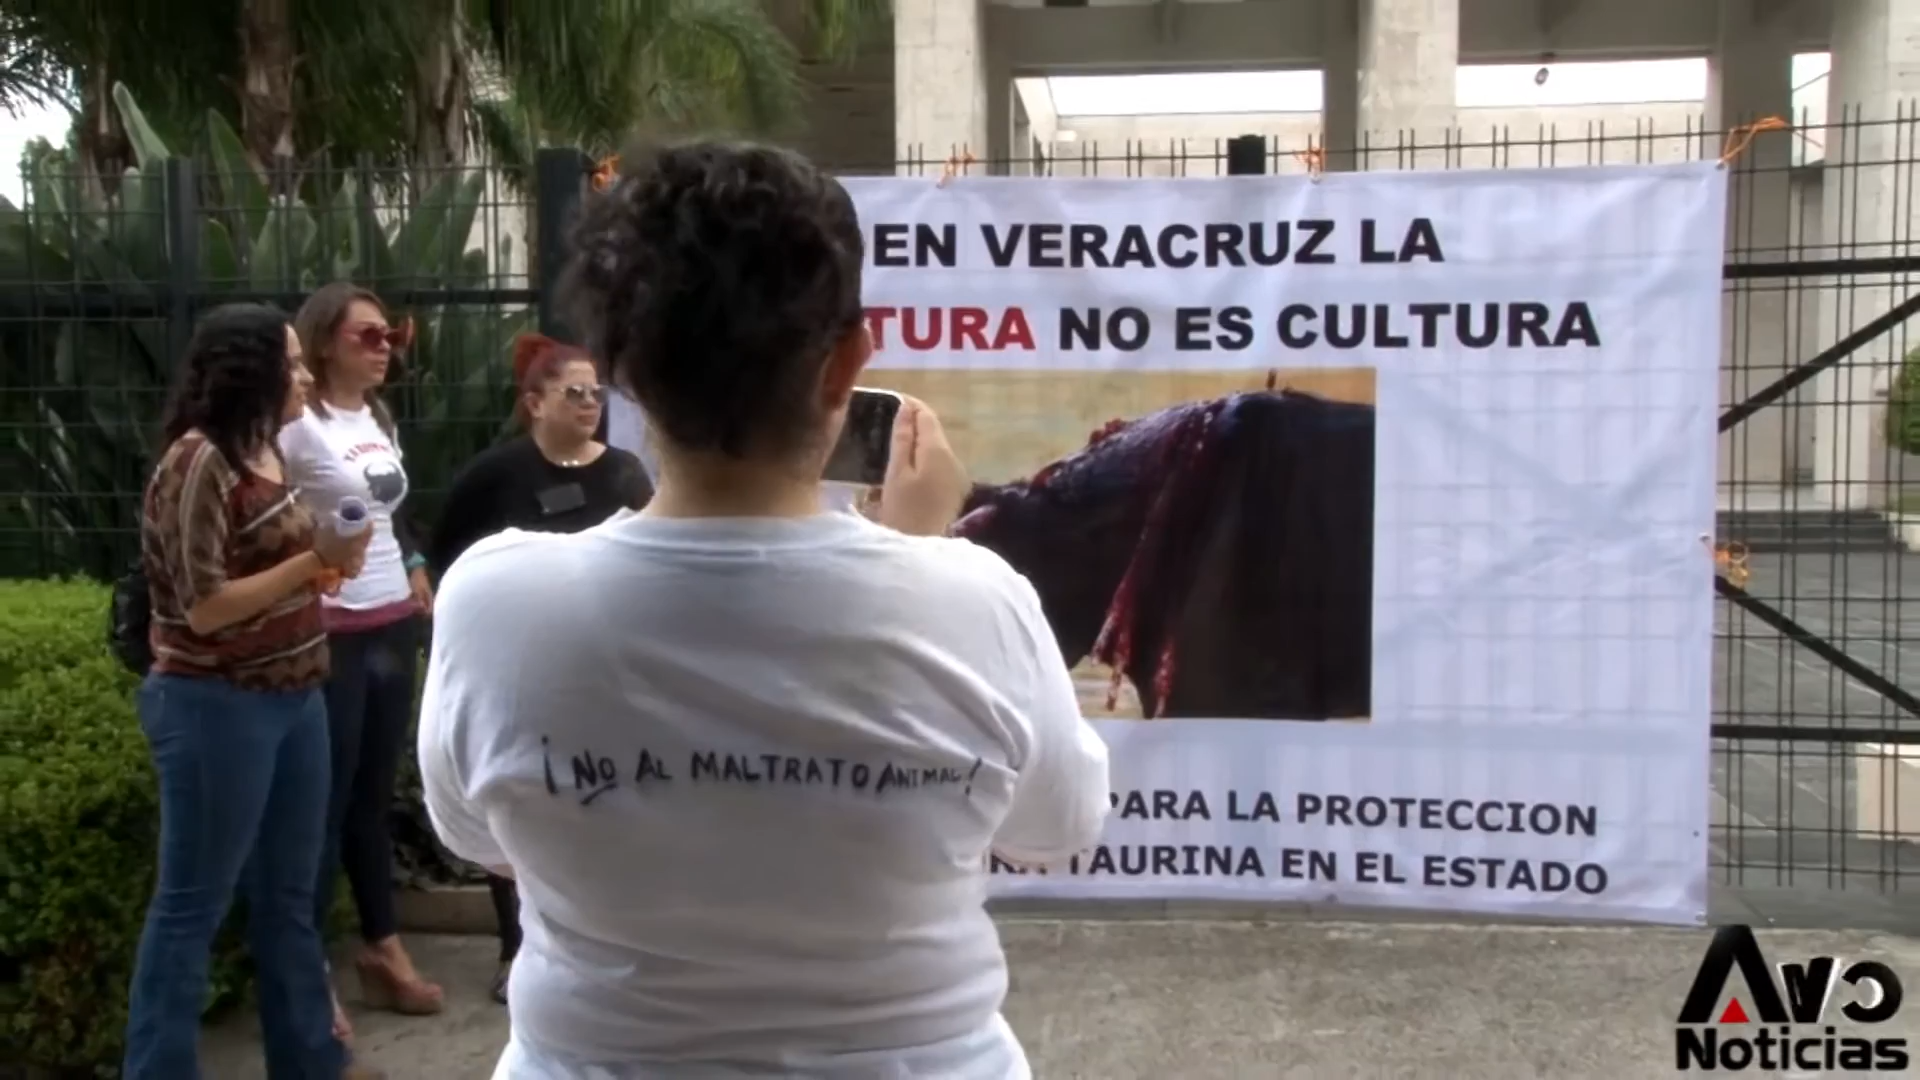 EN VERACRUZ LA
TURA NO ES CULTURA
¡NO AL MALTRATO ANIMAL!
PARA LA PROTECCION
TAURINA EN EL ESTADO
AVC
Noticias